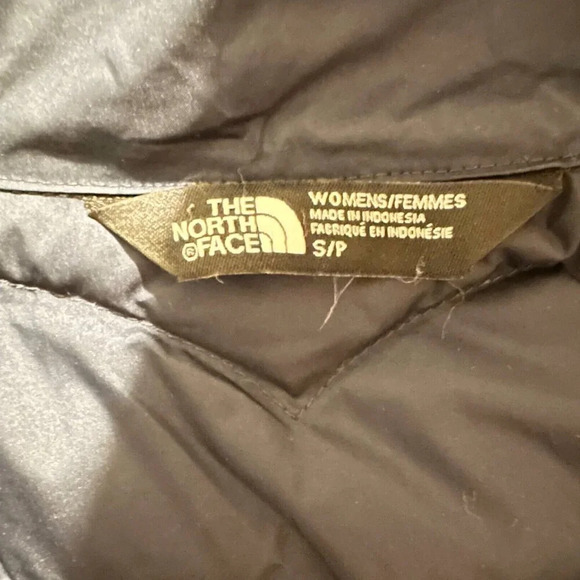 THE
NORTH
®FACE
WOMENS/FEMMES
MADE IN INDONESIA
FABRIQUÉ EN INDONÉSIE
S/P